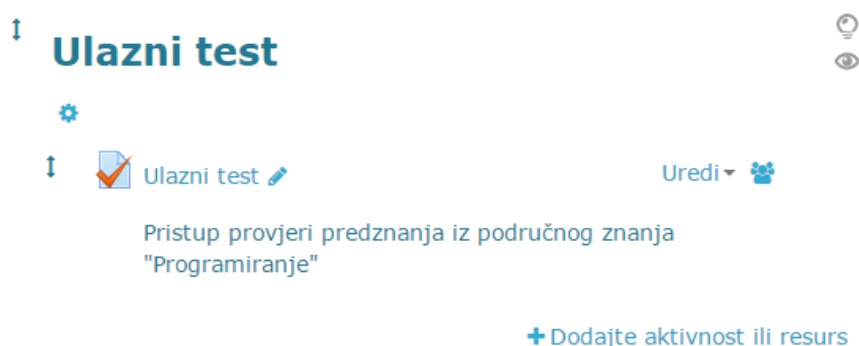 Ulazni test
Ulazni test
Uredi
Pristup provjeri predznanja iz područnog znanja
"Programiranje"
Dodajte aktivnost ili resurs